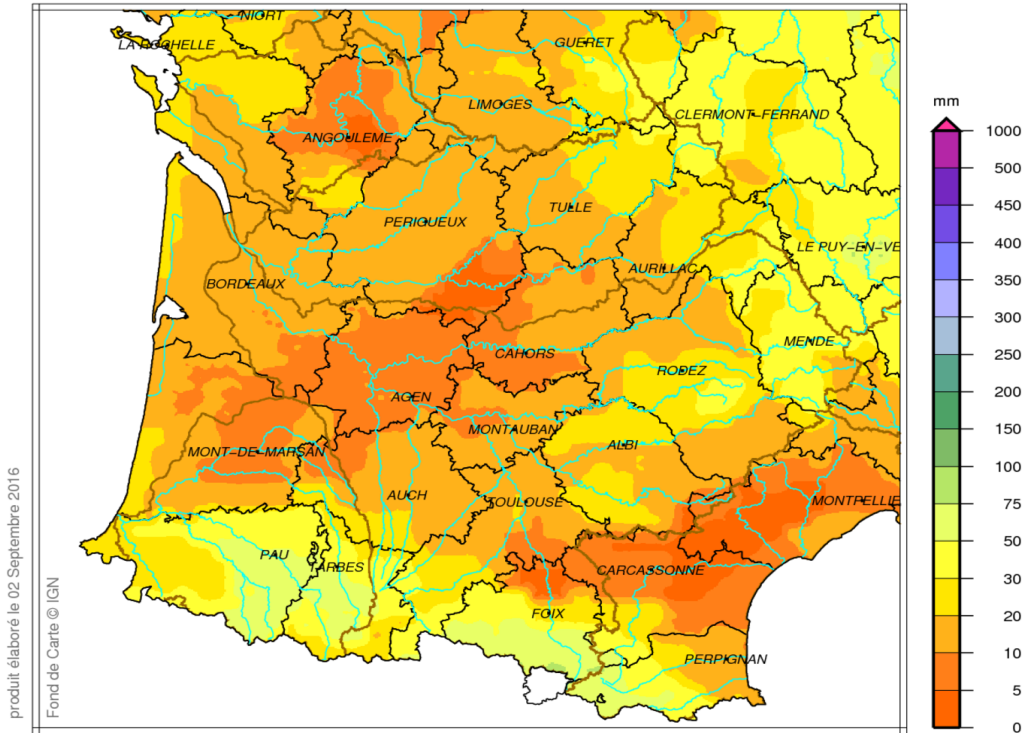 NIORT
LA ROCHELLE
GUERET
LIMOGES
CLERMONT-FERRAND
ANGOULEME
TULLE
PERIGUEUX
LE PUY-EN-VE
AURILLAC
BORDEAUX
MENDE
CAHORS
RODEZ
AGEN
MONTAUBAN
ALBI
MONT-DE-MARSAN
AUCH
TOULOUSE
MONTPELLIE
PAU
TARBES
CARCASSONNE
FOIX
PERPIGNAN
mm
1000
500
450
400
350
300
250
200
150
100
75
50
30
20
10
5
0
produit élaboré le 02 Septembre 2016
Fond de Carte © IGN